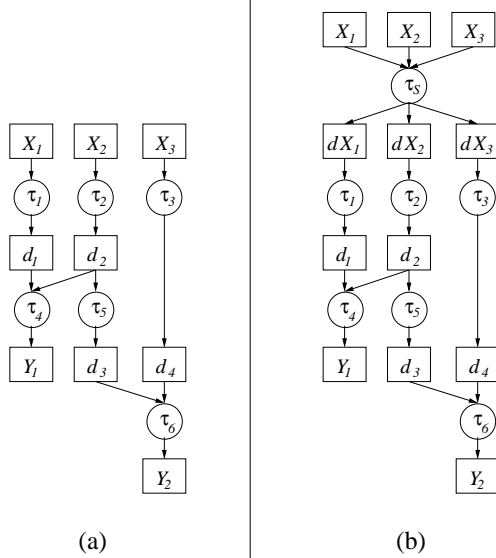 X1 X2 X3
τ1 τ2 τ3
d1 d2
τ4 τ5
Y1 d3 d4
τ6
Y2
(a)
X1 X2 X3
τS
dX1 dX2 dX3
τ1 τ2 τ3
d1 d2
τ4 τ5
Y1 d3 d4
τ6
Y2
(b)